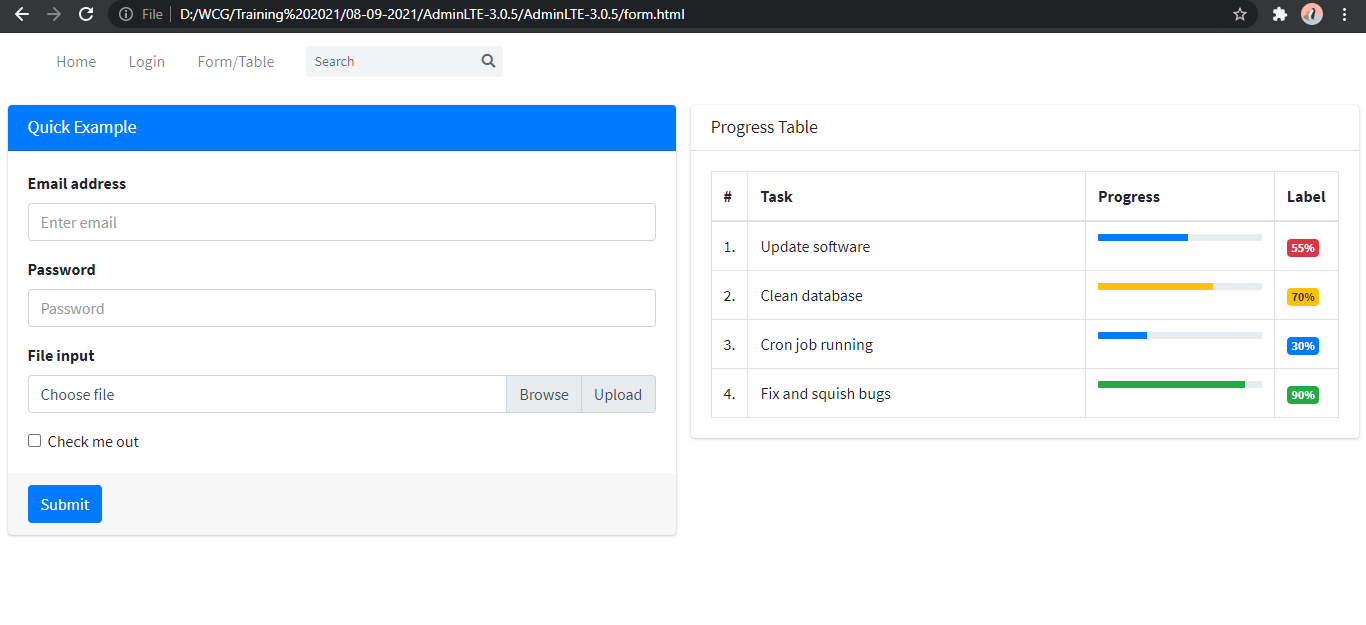 File D:/WCG/Training%202021/08-09-2021/AdminLTE-3.0.5/AdminLTE-3.0.5/form.html
Home Login Form/Table Search
Quick Example
Email address
Enter email
Password
Password
File input
Choose file Browse Upload
Check me out
Submit
Progress Table
# Task Progress Label
1. Update software 55%
2. Clean database 70%
3. Cron job running 30%
4. Fix and squish bugs 90%